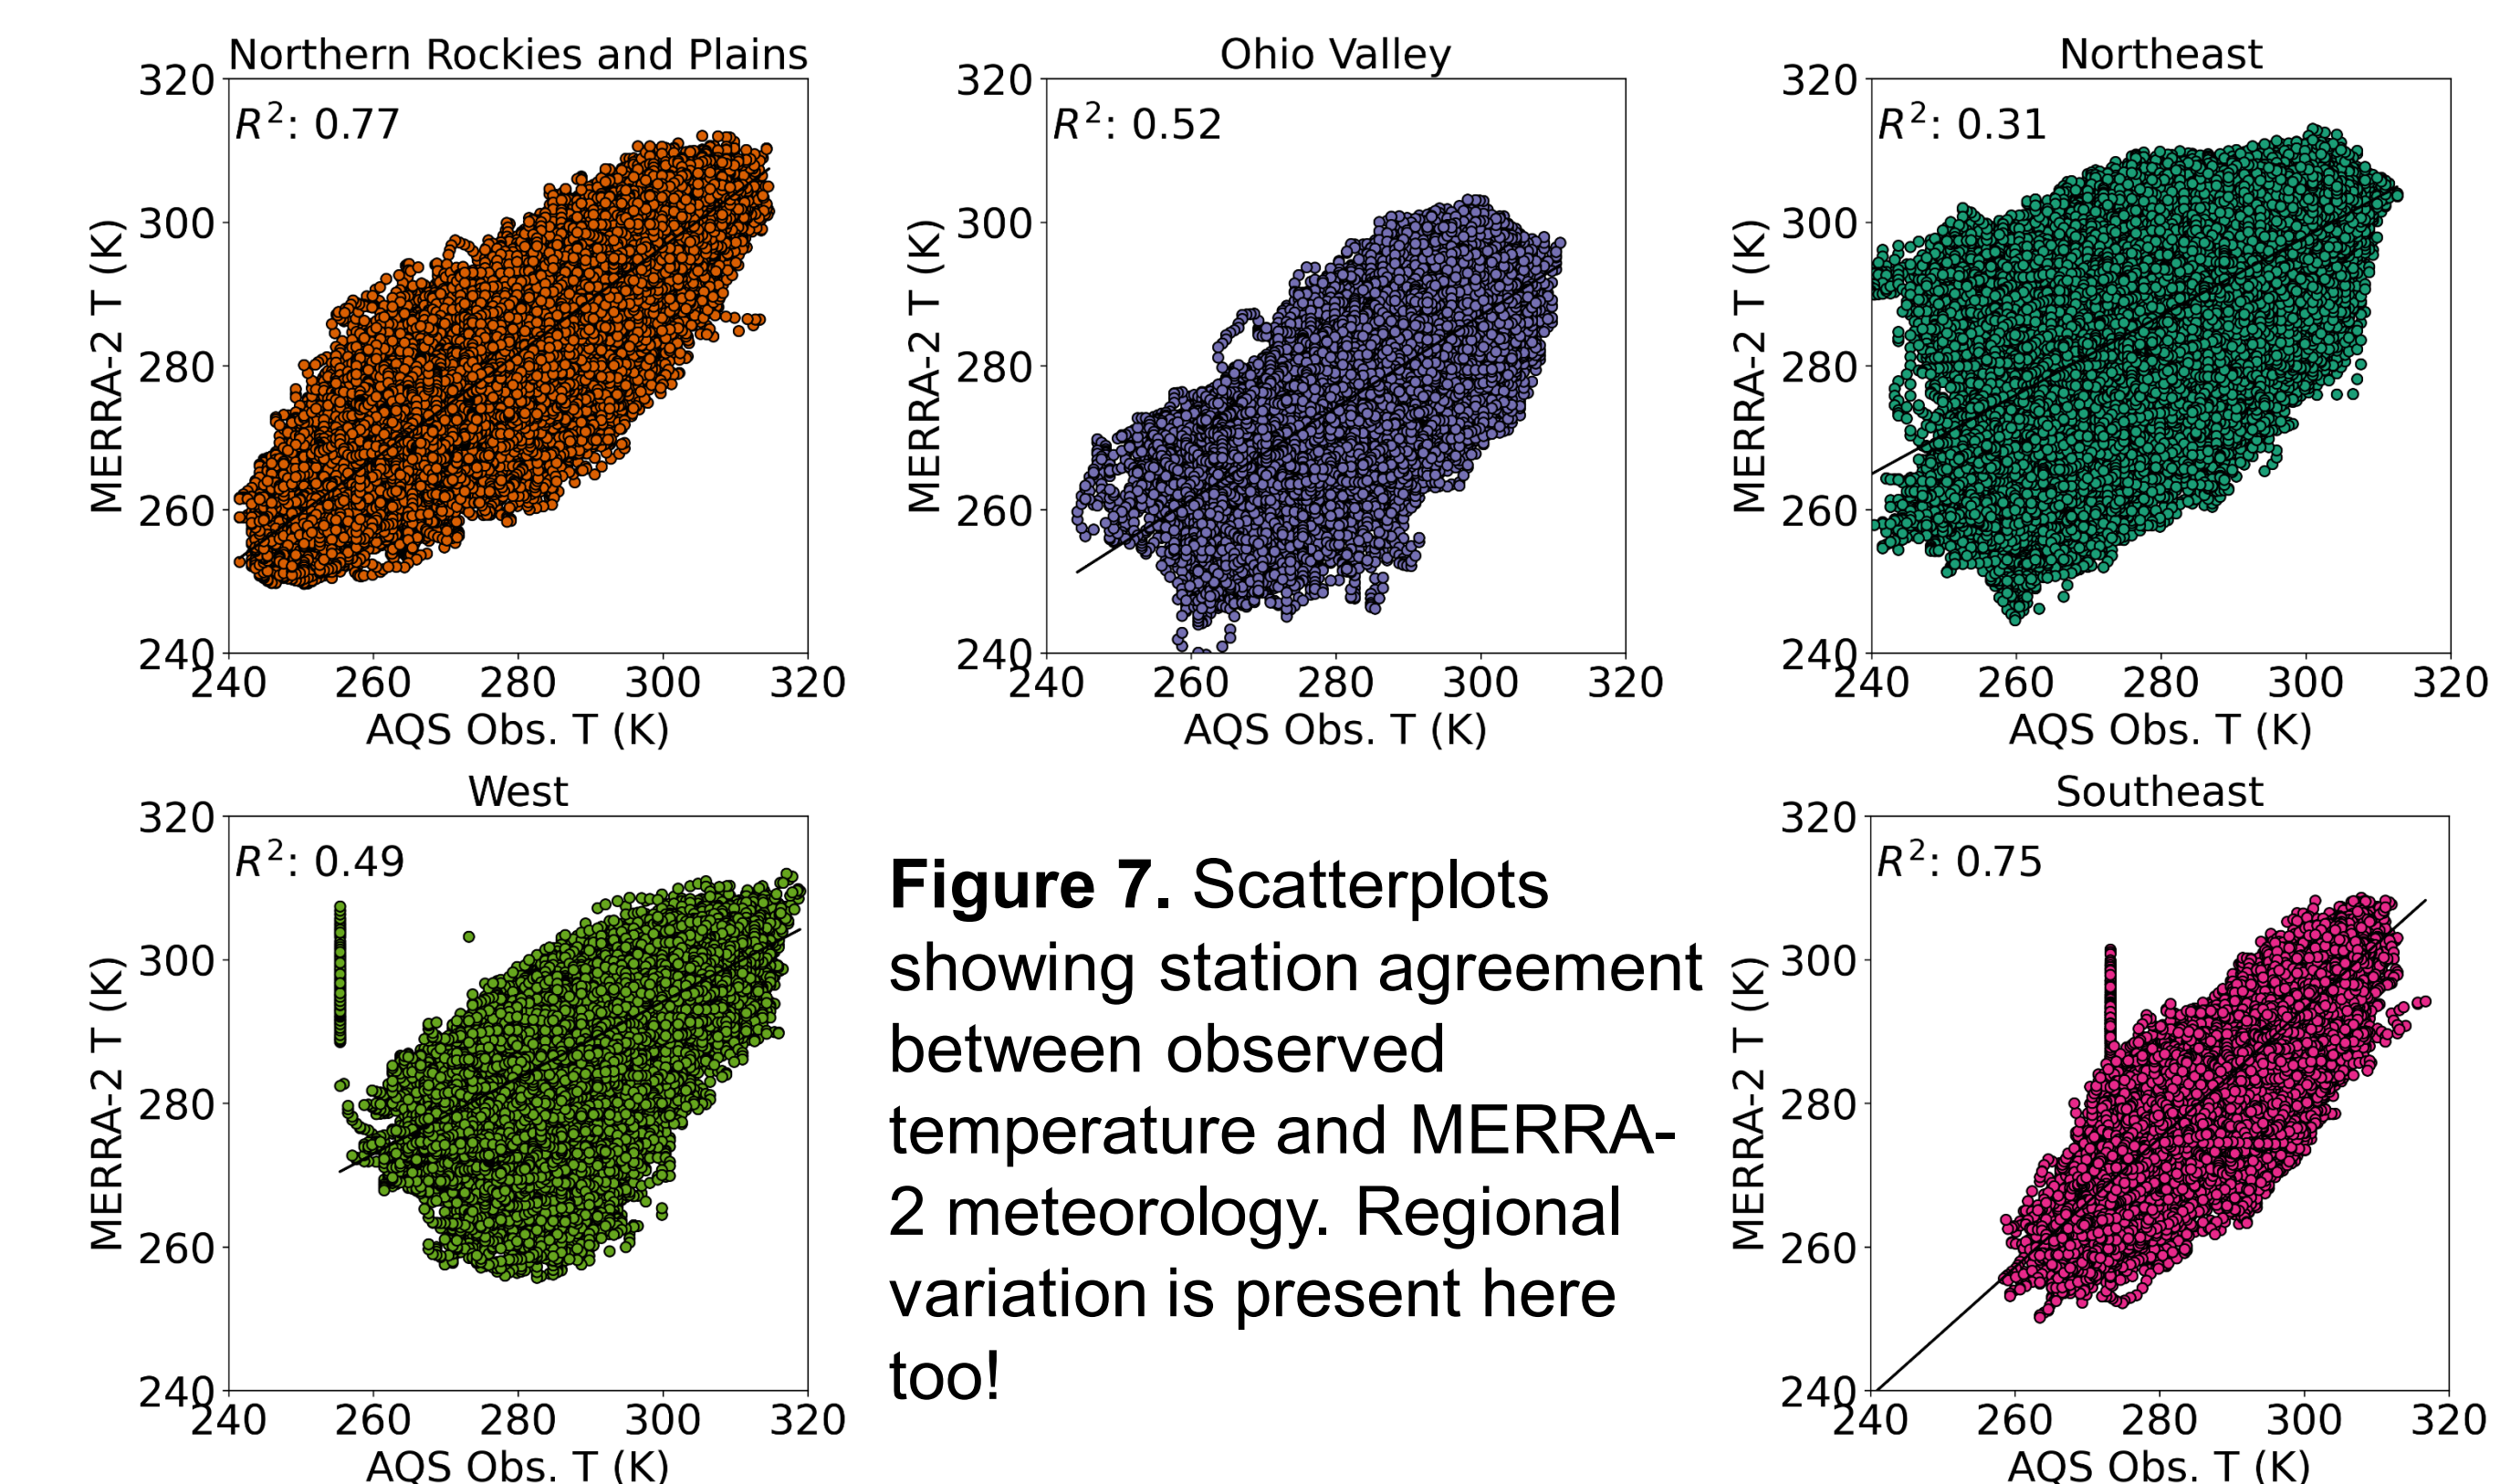 Northern Rockies and Plains
R²: 0.77
320
300
280
260
240
MERRA-2 T (K)
240 260 280 300 320
AQS Obs. T (K)
Ohio Valley
R²: 0.52
320
300
280
260
240
MERRA-2 T (K)
240 260 280 300 320
AQS Obs. T (K)
Northeast
R²: 0.31
320
300
280
260
240
MERRA-2 T (K)
240 260 280 300 320
AQS Obs. T (K)
West
R²: 0.49
320
300
280
260
240
MERRA-2 T (K)
240 260 280 300 320
AQS Obs. T (K)
Figure 7. Scatterplots
showing station agreement
between observed
temperature and MERRA-
2 meteorology. Regional
variation is present here
too!
Southeast
R²: 0.75
320
300
280
260
240
MERRA-2 T (K)
240 260 280 300 320
AQS Obs. T (K)